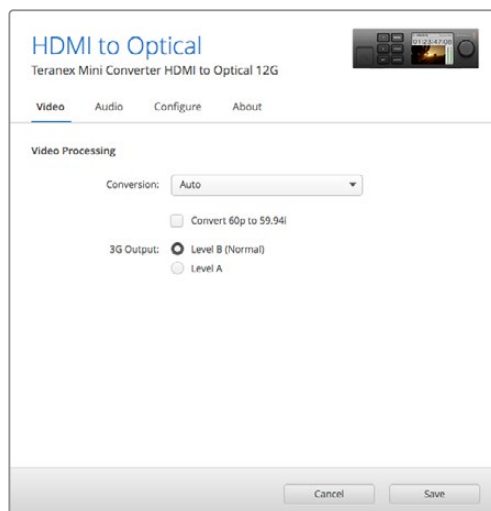 HDMI to Optical
Teranex Mini Converter HDMI to Optical 12G
Video Audio Configure About
Video Processing
Conversion: Auto
Convert 60p to 59.94i
3G Output: Level B (Normal)
Level A
Cancel Save